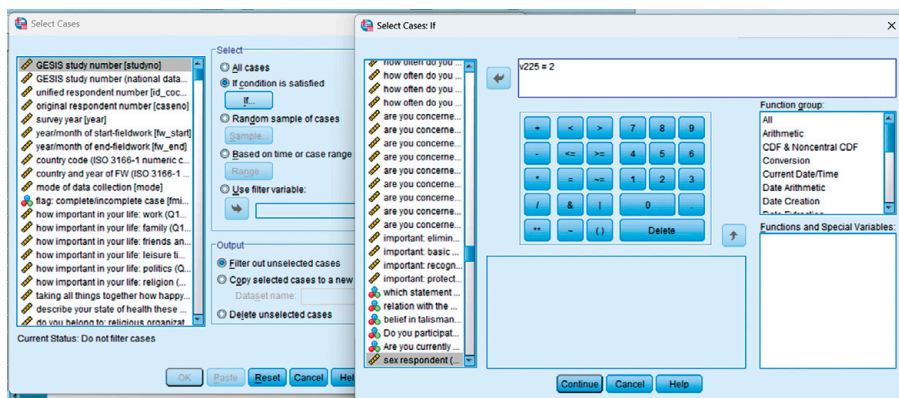 Select Cases
GESIS study number [studyno]
GESIS study number (national data...
unified respondent number [id_coc...
original respondent number [caseno]
survey year [year]
year/month of start-fieldwork [fw_start]
year/month of end-fieldwork [fw_end]
country code (ISO 3166-1 numeric c...
country and year of FW (ISO 3166-1 ...
mode of data collection [mode]
flag: complete/incomplete case [fmi...
how important in your life: work (Q1...
how important in your life: family (Q1...
how important in your life: friends an...
how important in your life: leisure ti...
how important in your life: politics (Q...
how important in your life: religion (...
taking all things together how happy...
describe your state of health these ...
do you belong to: religious organizat...
Current Status: Do not filter cases
Select
All cases
If condition is satisfied
If...
Random sample of cases
Sample...
Based on time or case range
Range...
Use filter variable:
Output
Filter out unselected cases
Copy selected cases to a new
Dataset name:
Delete unselected cases
OK
Paste
Reset
Cancel
Hel
Select Cases: If
how often do you ...
how often do you ...
how often do you ...
how often do you ...
are you concerne...
are you concerne...
are you concerne...
are you concerne...
are you concerne...
are you concerne...
are you concerne...
are you concerne...
are you concerne...
important: elimin...
important: basic ...
important: recogn...
important: protect...
which statement ...
relation with the ...
belief in talisman...
Do you participat...
Are you currently ...
sex respondent (...
v225 = 2
+ < > 7 8 9
- <= >= 4 5 6
* = ~= 1 2 3
/ & | 0 .
** ~ ( ) Delete
Function group:
All
Arithmetic
CDF & Noncentral CDF
Conversion
Current Date/Time
Date Arithmetic
Date Creation
Date Extraction
Functions and Special Variables:
Continue
Cancel
Help